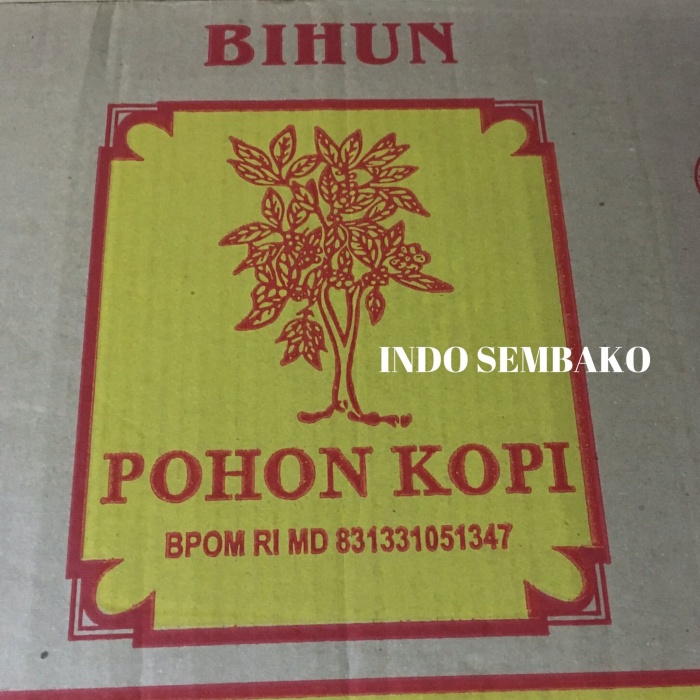 BIHUN
INDO SEMBAKO
POHON KOPI
BPOM RI MD 831331051347